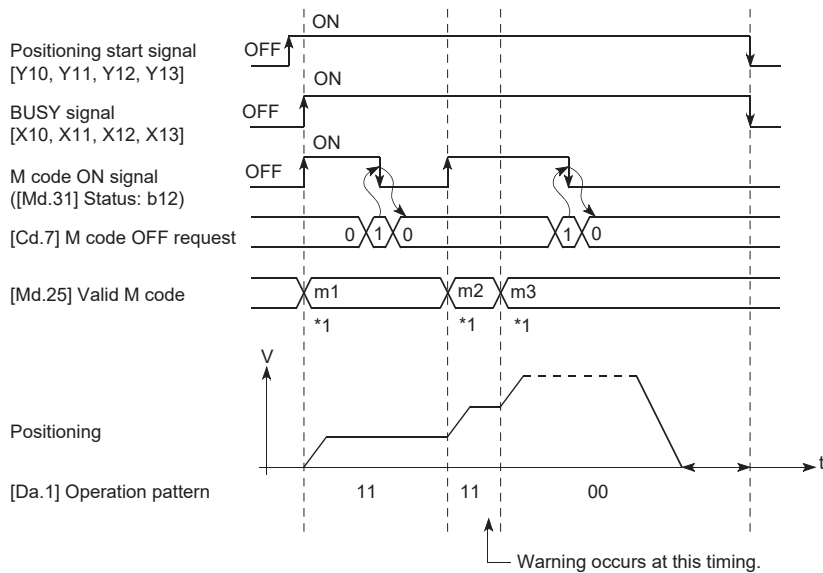 ON
Positioning start signal
[Y10, Y11, Y12, Y13]
OFF
ON
BUSY signal
[X10, X11, X12, X13]
OFF
ON
M code ON signal
([Md.31] Status: b12)
OFF
[Cd.7] M code OFF request
0 1 0 1 0
[Md.25] Valid M code
m1 m2 m3
*1 *1 *1
V
Positioning
t
[Da.1] Operation pattern
11 11 00
Warning occurs at this timing.